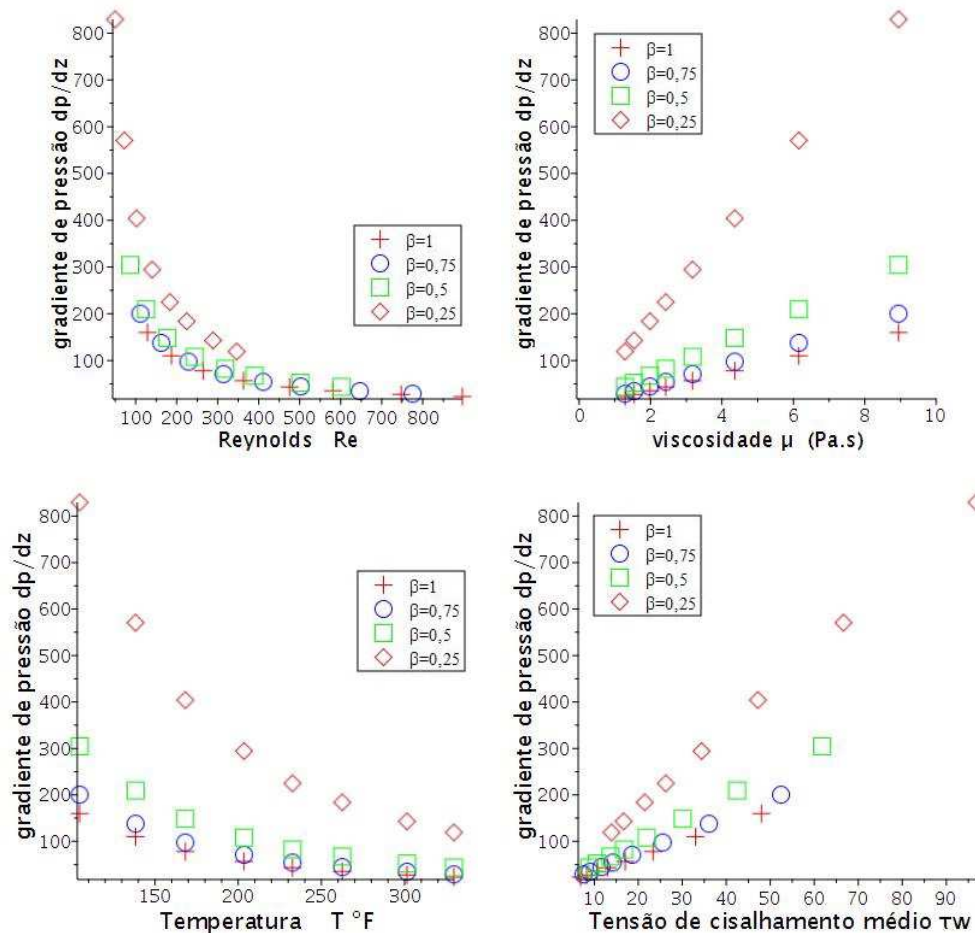 gradiente de pressão dp/dz
800
700
600
500
400
300
200
100
β=1
β=0,75
β=0,5
β=0,25
100 200 300 400 500 600 700 800
Reynolds Re
gradiente de pressão dp/dz
800
700
600
500
400
300
200
100
β=1
β=0,75
β=0,5
β=0,25
0 2 4 6 8 10
viscosidade μ (Pa.s)
gradiente de pressão dp/dz
800
700
600
500
400
300
200
100
β=1
β=0,75
β=0,5
β=0,25
150 200 250 300
Temperatura T °F
gradiente de pressão dp/dz
800
700
600
500
400
300
200
100
β=1
β=0,75
β=0,5
β=0,25
10 20 30 40 50 60 70 80 90
Tensão de cisalhamento médio τw